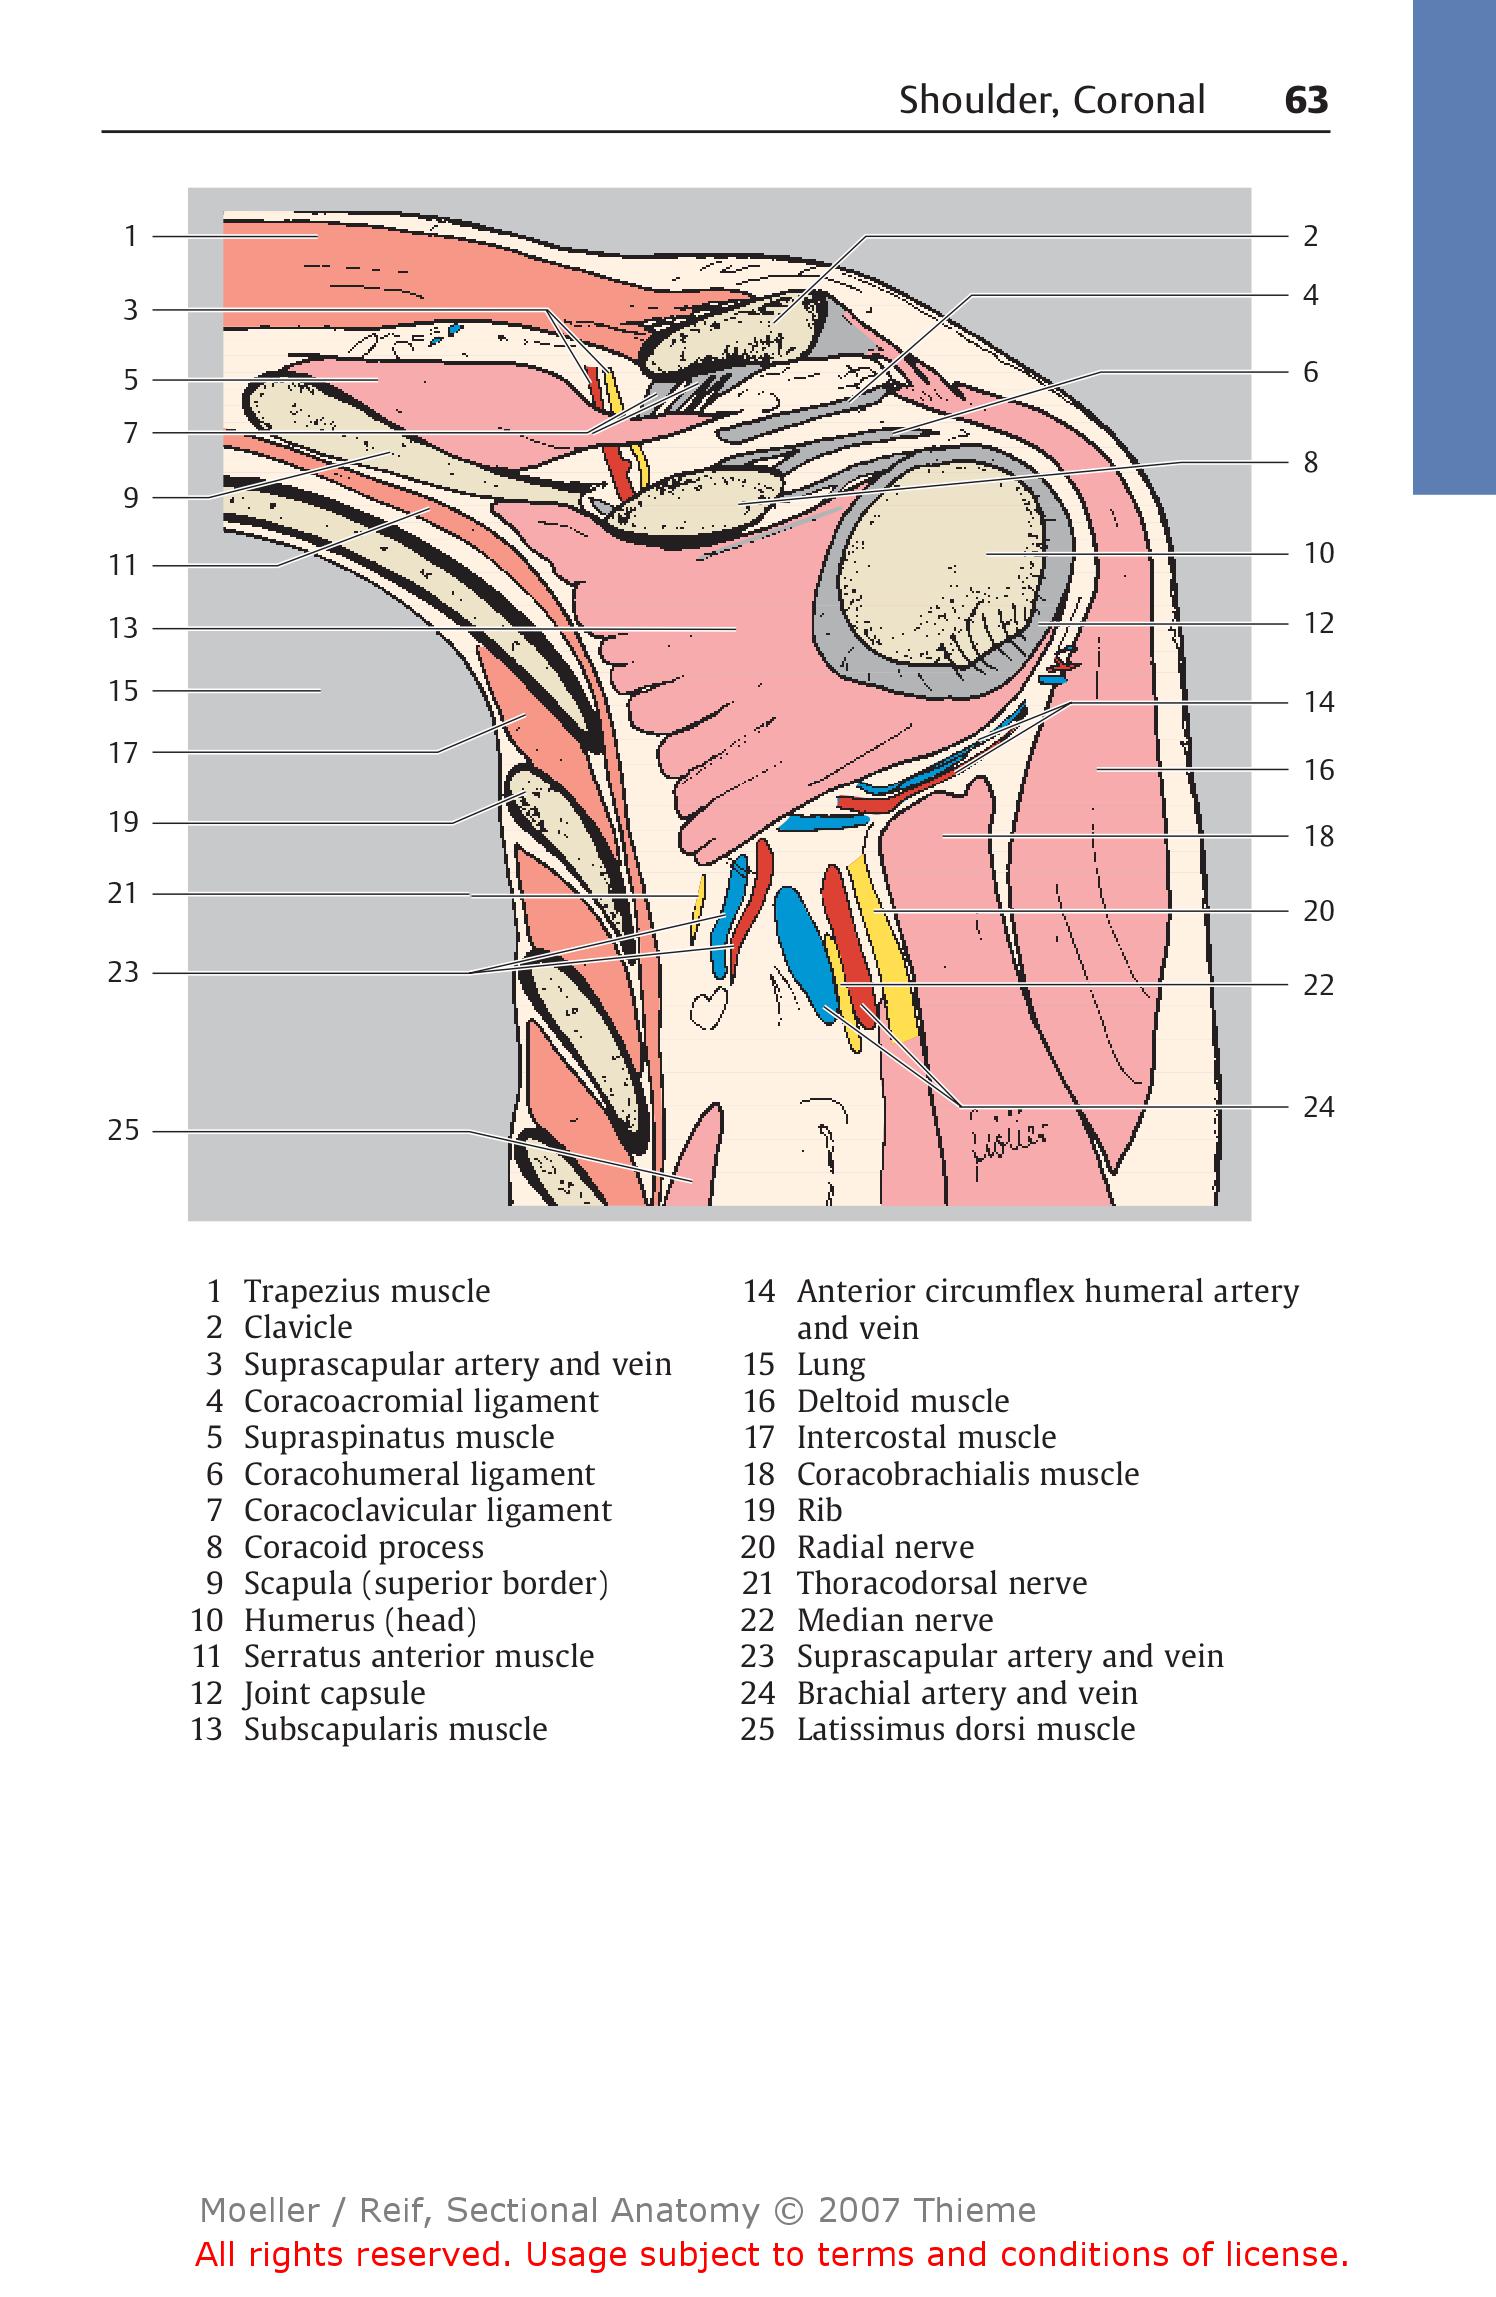 Shoulder, Coronal 63
1
2
3
4
5
6
7
8
9
10
11
12
13
14
15
16
17
18
19
20
21
22
23
24
25
1 Trapezius muscle
2 Clavicle
3 Suprascapular artery and vein
4 Coracoacromial ligament
5 Supraspinatus muscle
6 Coracohumeral ligament
7 Coracoclavicular ligament
8 Coracoid process
9 Scapula (superior border)
10 Humerus (head)
11 Serratus anterior muscle
12 Joint capsule
13 Subscapularis muscle
14 Anterior circumflex humeral artery
and vein
15 Lung
16 Deltoid muscle
17 Intercostal muscle
18 Coracobrachialis muscle
19 Rib
20 Radial nerve
21 Thoracodorsal nerve
22 Median nerve
23 Suprascapular artery and vein
24 Brachial artery and vein
25 Latissimus dorsi muscle
Moeller / Reif, Sectional Anatomy © 2007 Thieme
All rights reserved. Usage subject to terms and conditions of license.